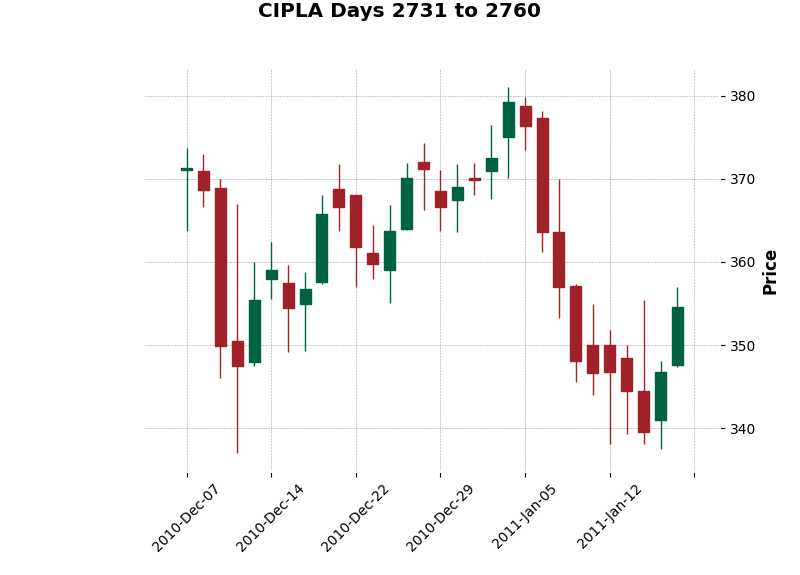 CIPLA Days 2731 to 2760
380
370
360
350
340
Price
2010-Dec-07
2010-Dec-14
2010-Dec-22
2010-Dec-29
2011-Jan-05
2011-Jan-12